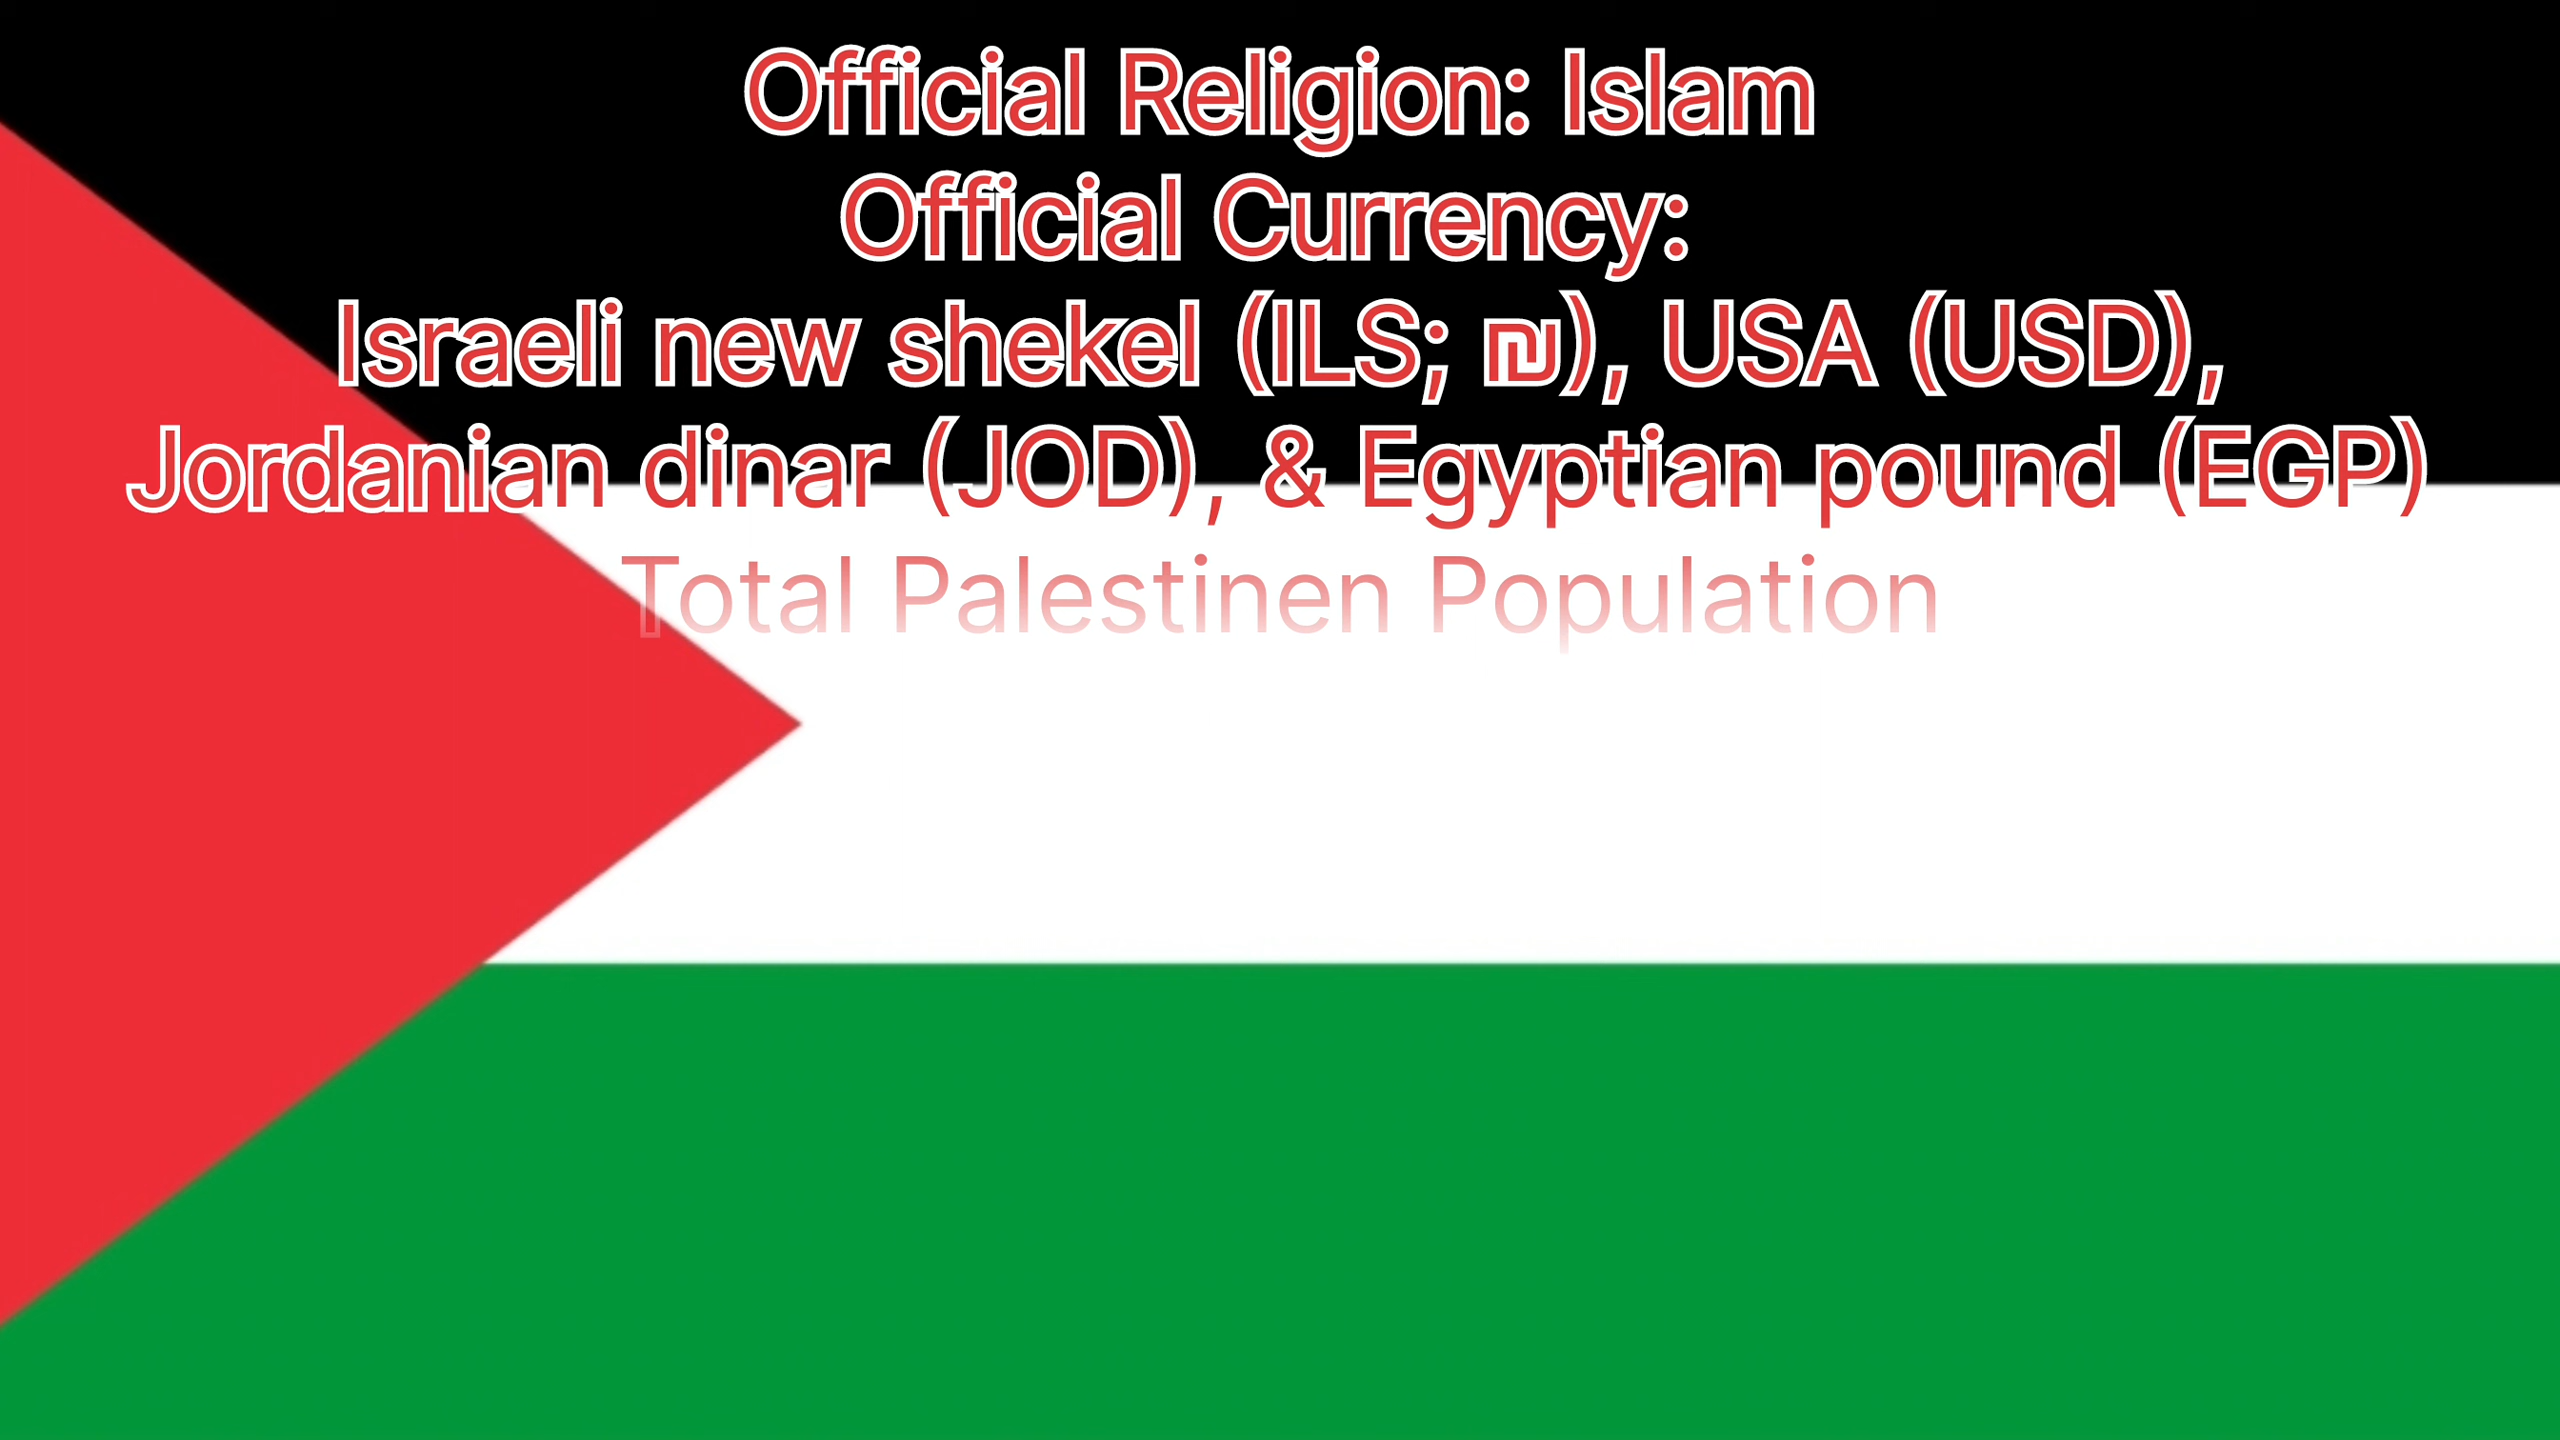 Official Religion: Islam
Official Currency:
Israeli new shekel (ILS; ₪), USA (USD),
Jordanian dinar (JOD), & Egyptian pound (EGP)
Total Palestinen Population